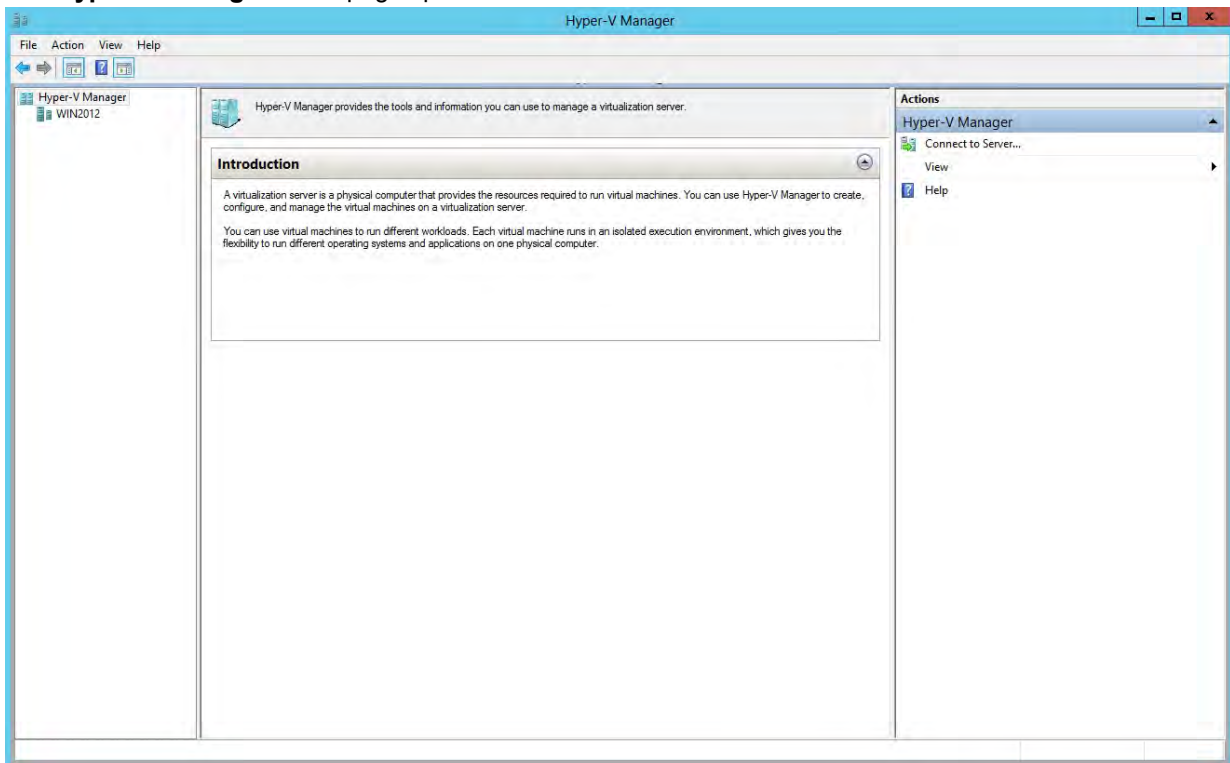 Hyper-V Manager
File Action View Help
Hyper-V Manager
WIN2012
Hyper-V Manager provides the tools and information you can use to manage a virtualization server.
Introduction
A virtualization server is a physical computer that provides the resources required to run virtual machines. You can use Hyper-V Manager to create,
configure, and manage the virtual machines on a virtualization server.
You can use virtual machines to run different workloads. Each virtual machine runs in an isolated execution environment, which gives you the
flexibility to run different operating systems and applications on one physical computer.
Actions
Hyper-V Manager
Connect to Server...
View
Help